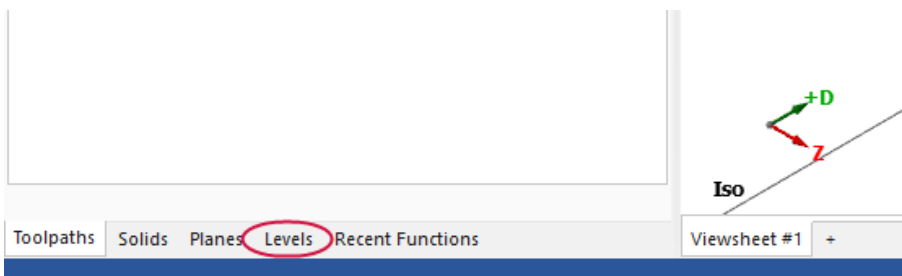 +D
Z
Iso
Toolpaths Solids Planes Levels Recent Functions Viewsheet #1 +